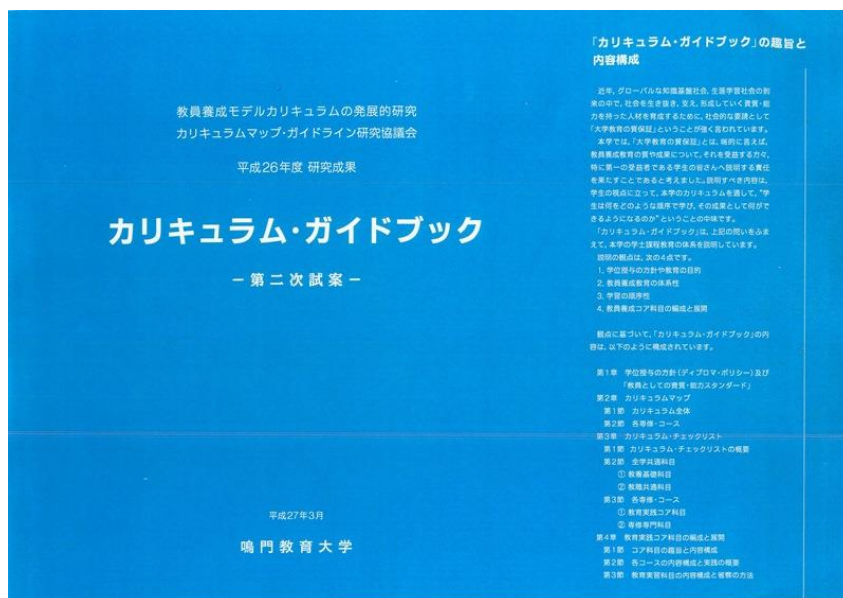 教員養成モデルカリキュラムの発展的研究
カリキュラムマップ・ガイドライン研究協議会
平成26年度 研究成果
カリキュラム・ガイドブック
－第二次試案－
平成27年3月
鳴門教育大学
「カリキュラム・ガイドブック」の趣旨と
内容構成
近年，グローバルな知識基盤社会，生涯学習社会の到
来の中で，社会を生き抜き，支え，形成していく資質・能
力を持った人材を育成するために，社会的な要請として
「大学教育の質保証」ということが強く言われています。
本学では，「大学教育の質保証」とは，端的に言えば，
教員養成教育の質や成果について，それを受益する方々，
特に第一の受益者である学生の皆さんへ説明する責任
を果たすことであると考えました。説明すべき内容は，
学生の視点に立って，本学のカリキュラムを通して，“学
生は何をどのような順序で学び，その成果として何がで
きるようになるのか”ということの中味です。
「カリキュラム・ガイドブック」は，上記の問いをふま
えて，本学の学士課程教育の体系を説明しています。
説明の観点は，次の4点です。
1. 学位授与の方針や教育の目的
2. 教員養成教育の体系性
3. 学習の順序性
4. 教員養成コア科目の編成と展開
観点に基づいて，「カリキュラム・ガイドブック」の内
容は，以下のように構成されています。
第1章 学位授与の方針（ディプロマ・ポリシー）及び
「教員としての資質・能力スタンダード」
第2章 カリキュラムマップ
第1節 カリキュラム全体
第2節 各専修・コース
第3章 カリキュラム・チェックリスト
第1節 カリキュラム・チェックリストの概要
第2節 全学共通科目
① 教養基礎科目
② 教職共通科目
第3節 各専修・コース
① 教育実践コア科目
② 専修専門科目
第4章 教育実践コア科目の編成と展開
第1節 コア科目の趣旨と内容構成
第2節 各コースの内容構成と実践の概要
第3節 教育実習科目の内容構成と省察の方法